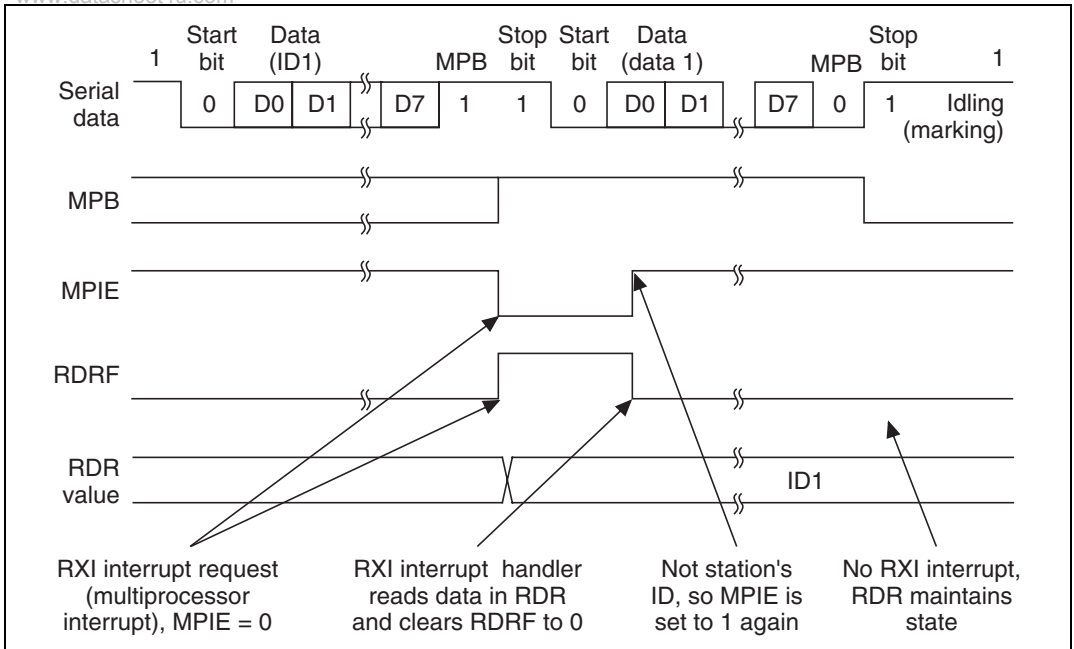 www.datasheet4u.com
Start Data Stop Start Data Stop
1 bit (ID1) MPB bit bit (data 1) MPB bit 1
Serial data 0 D0 D1 D7 1 1 0 D0 D1 D7 0 1 Idling (marking)
MPB
MPIE
RDRF
RDR value ID1
RXI interrupt request
(multiprocessor
interrupt), MPIE = 0
RXI interrupt handler
reads data in RDR
and clears RDRF to 0
Not station's
ID, so MPIE is
set to 1 again
No RXI interrupt,
RDR maintains
state